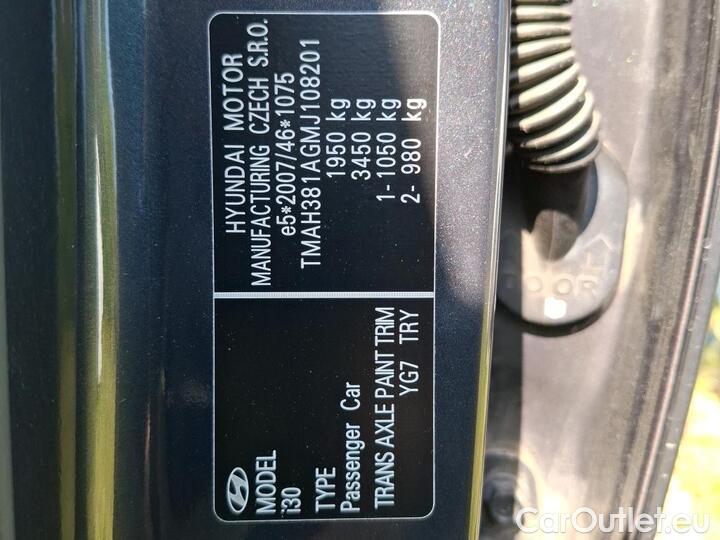 HYUNDAI MOTOR
MANUFACTURING CZECH S.R.O.
e5*2007/46*1075
TMAH381AGMJ108201
1950 kg
3450 kg
1- 1050 kg
2- 980 kg
MODEL
I30
TYPE
Passenger Car
TRANS AXLE PAINT TRIM
YG7 TRY
DOOR
CarOutlet.eu